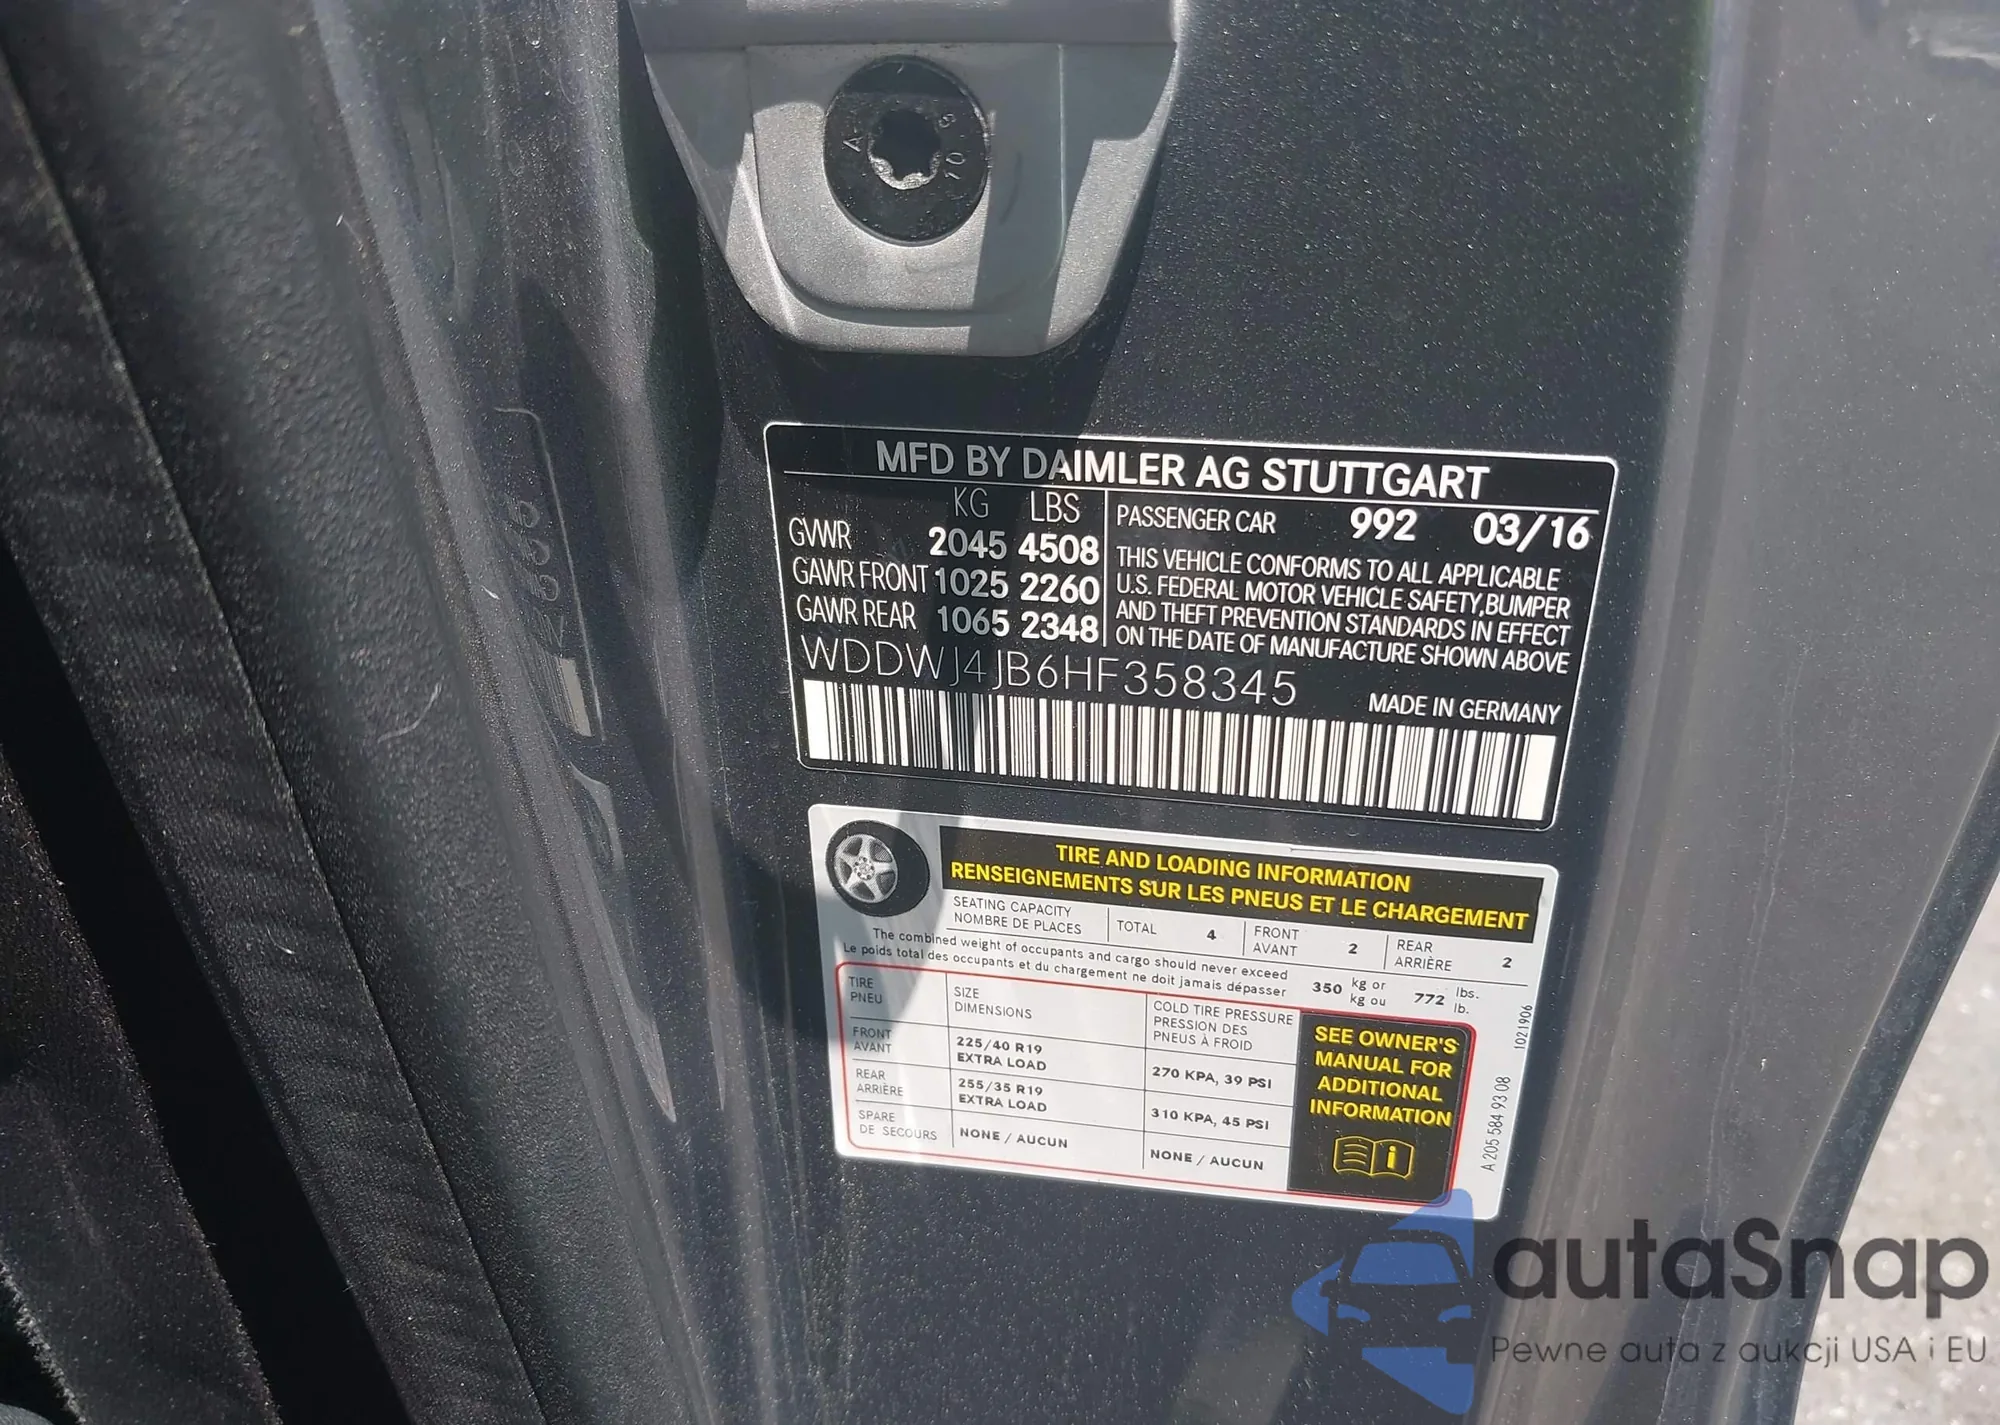 A
8
10
MFD BY DAIMLER AG STUTTGART
KG LBS
GVWR 2045 4508
GAWR FRONT 1025 2260
GAWR REAR 1065 2348
PASSENGER CAR 992 03/16
THIS VEHICLE CONFORMS TO ALL APPLICABLE
U.S. FEDERAL MOTOR VEHICLE SAFETY,BUMPER
AND THEFT PREVENTION STANDARDS IN EFFECT
ON THE DATE OF MANUFACTURE SHOWN ABOVE
WDDWJ4JB6HF358345
MADE IN GERMANY
TIRE AND LOADING INFORMATION
RENSEIGNEMENTS SUR LES PNEUS ET LE CHARGEMENT
SEATING CAPACITY
NOMBRE DE PLACES
TOTAL 4
FRONT
AVANT 2
REAR
ARRIÈRE 2
The combined weight of occupants and cargo should never exceed
Le poids total des occupants et du chargement ne doit jamais dépasser
350 kg or
kg ou
772 lbs.
lb.
TIRE
PNEU
SIZE
DIMENSIONS
COLD TIRE PRESSURE
PRESSION DES
PNEUS À FROID
FRONT
AVANT
225/40 R19
EXTRA LOAD
270 KPA, 39 PSI
REAR
ARRIÈRE
255/35 R19
EXTRA LOAD
310 KPA, 45 PSI
SPARE
DE SECOURS
NONE / AUCUN
NONE / AUCUN
SEE OWNER'S
MANUAL FOR
ADDITIONAL
INFORMATION
i
1021906
A 205 584 93 08
autaSnap
Pewne auta z aukcji USA i EU